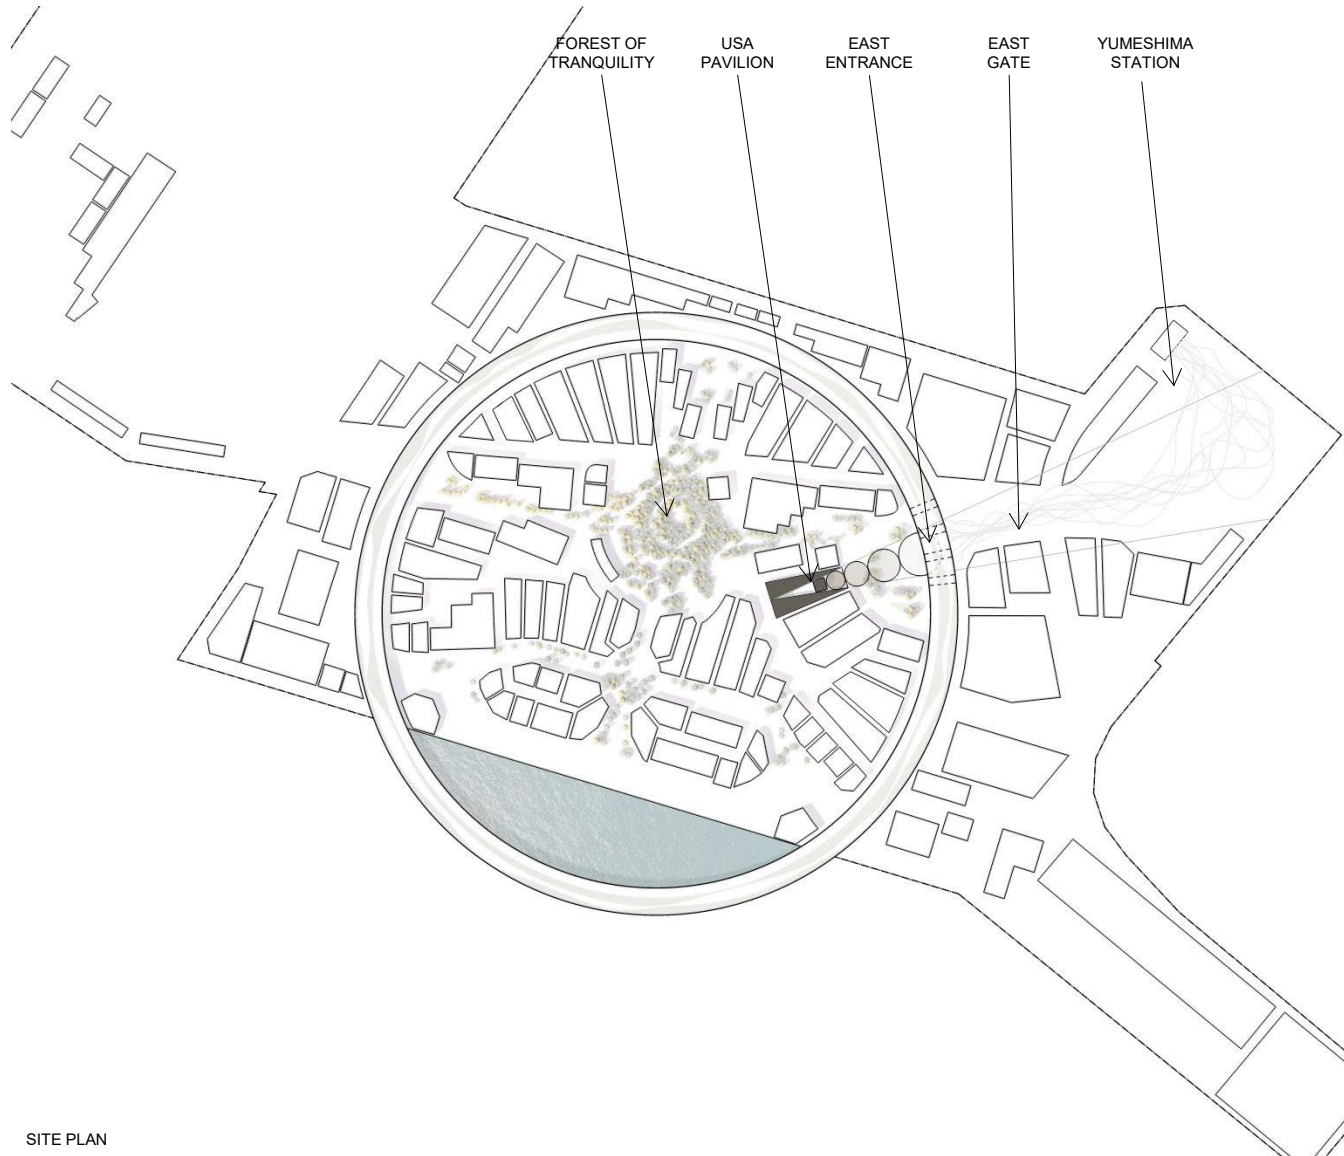 FOREST OF
TRANQUILITY
USA
PAVILION
EAST
ENTRANCE
EAST
GATE
YUMESHIMA
STATION
SITE PLAN